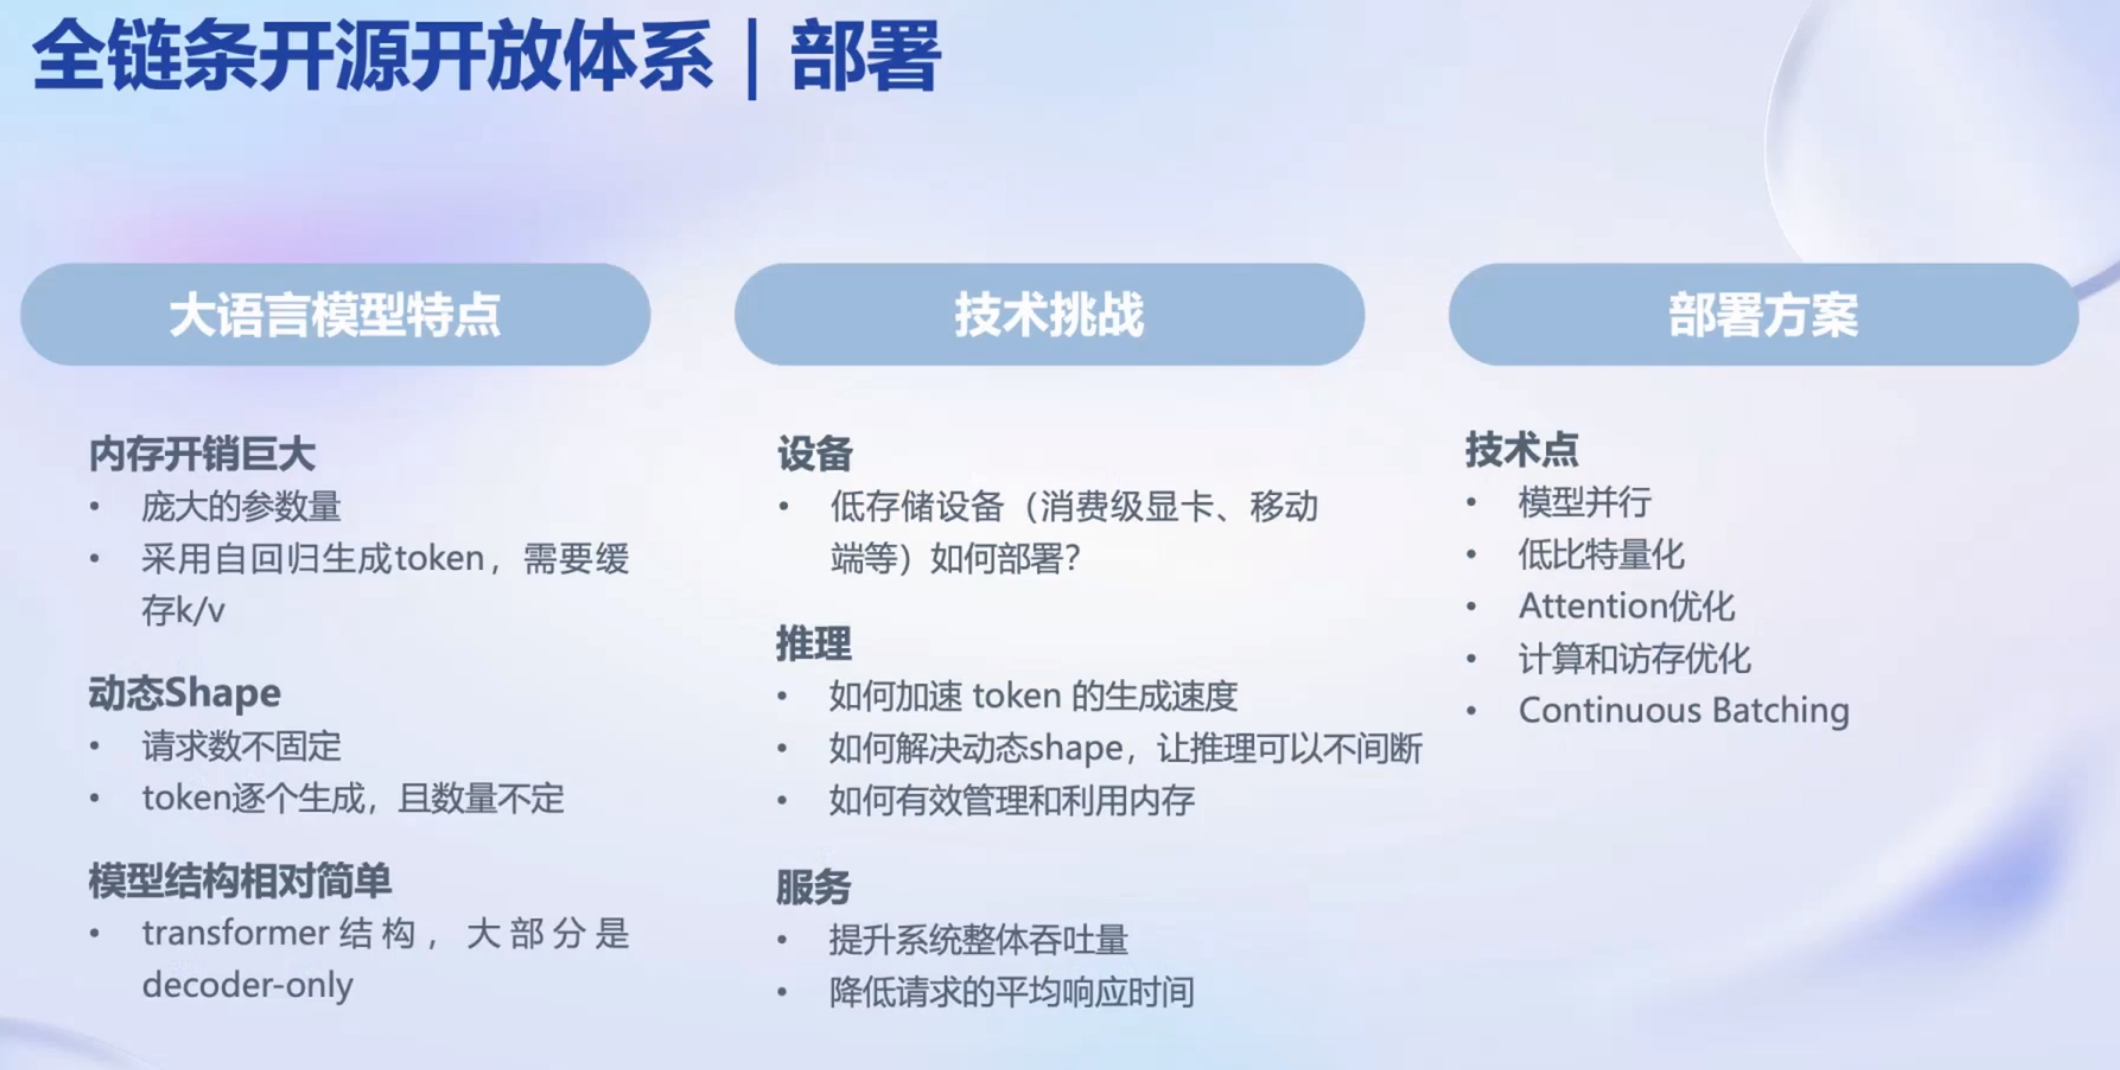 全链条开源开放体系 | 部署
大语言模型特点
内存开销巨大
• 庞大的参数量
• 采用自回归生成token，需要缓
存k/v
动态Shape
• 请求数不固定
• token逐个生成，且数量不定
模型结构相对简单
• transformer 结构，大部分是
decoder-only
技术挑战
设备
• 低存储设备（消费级显卡、移动
端等）如何部署？
推理
• 如何加速 token 的生成速度
• 如何解决动态shape，让推理可以不间断
• 如何有效管理和利用内存
服务
• 提升系统整体吞吐量
• 降低请求的平均响应时间
部署方案
技术点
• 模型并行
• 低比特量化
• Attention优化
• 计算和访存优化
• Continuous Batching